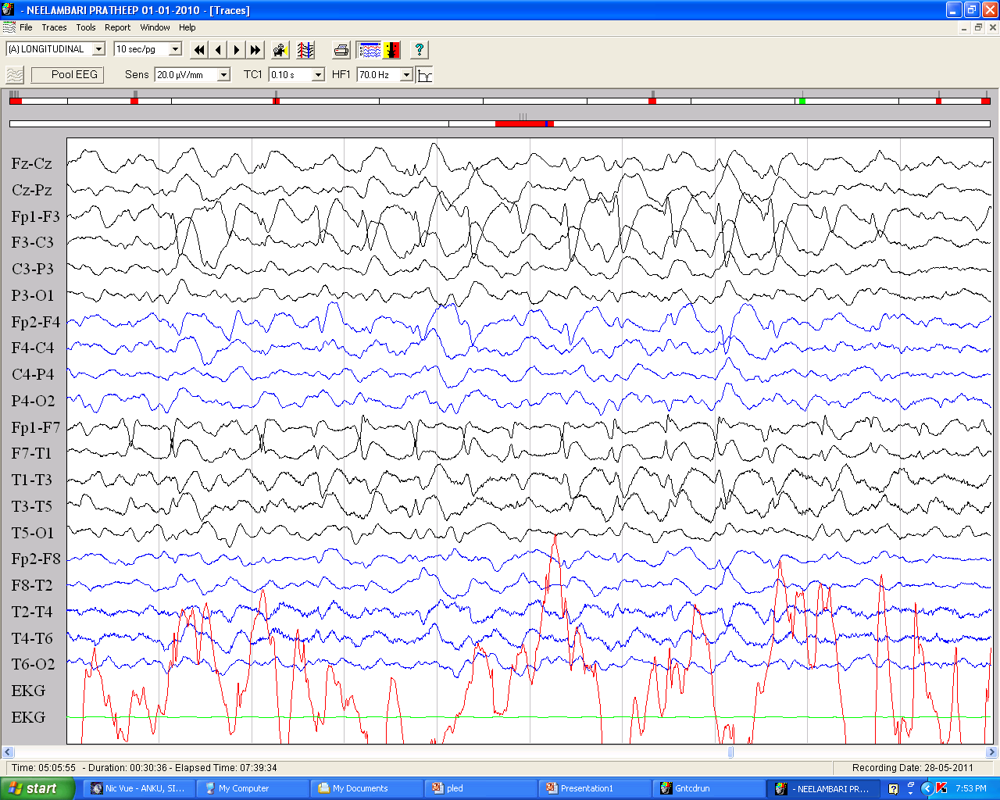 - NEELAMBARI PRATHEEP 01-01-2010 - [Traces]
File Traces Tools Report Window Help
(A) LONGITUDINAL 10 sec/pg ?
Pool EEG Sens 20.0 µV/mm TC1 0.10 s HF1 70.0 Hz
Fz-Cz
Cz-Pz
Fp1-F3
F3-C3
C3-P3
P3-O1
Fp2-F4
F4-C4
C4-P4
P4-O2
Fp1-F7
F7-T1
T1-T3
T3-T5
T5-O1
Fp2-F8
F8-T2
T2-T4
T4-T6
T6-O2
EKG
EKG
Time: 05:05:55 - Duration: 00:30:36 - Elapsed Time: 07:39:34 Recording Date: 28-05-2011
start Nic Vue - ANKU, SI... My Computer My Documents pled Presentation1 Gntcdrun - NEELAMBARI PR... 7:53 PM